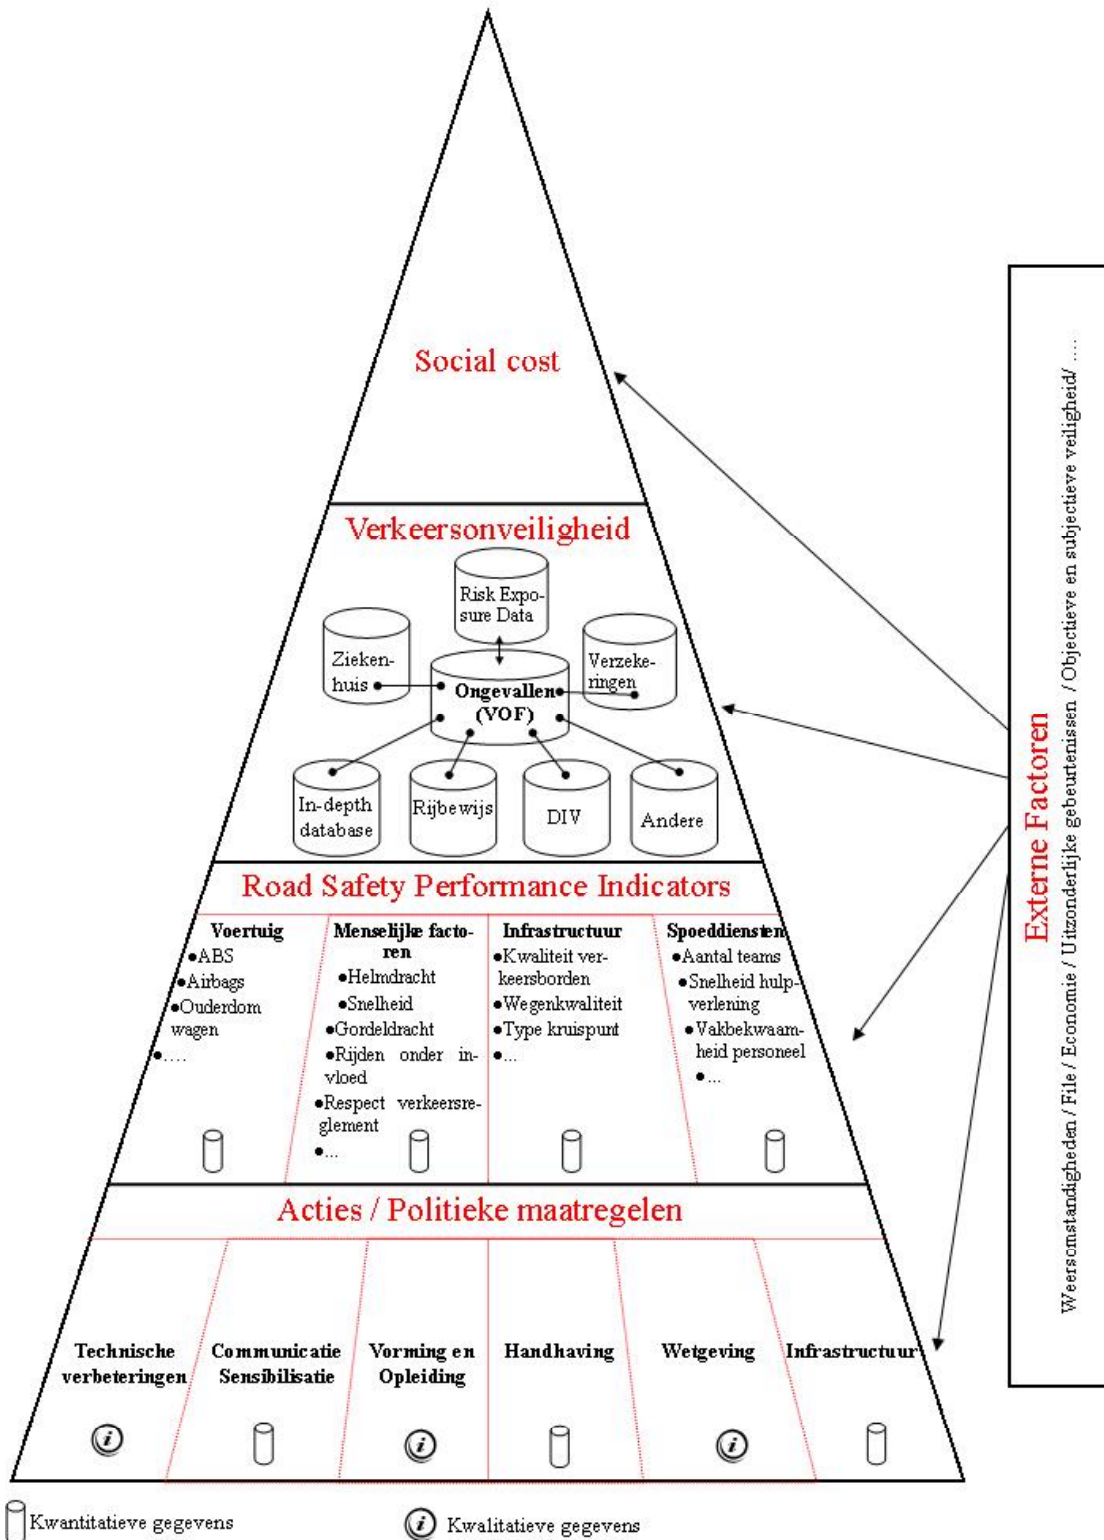 Social cost
Verkeersonveiligheid
Risk Expo-
sure Data
Zieken-
huis
Verzeke-
ringen
Ongevallen
(VOF)
In-depth
database
Rijbewijs
DIV
Andere
Road Safety Performance Indicators
Voertuig
•ABS
•Airbags
•Ouderdom
wagen
•....
Menselijke facto-
ren
•Helmdracht
•Snelheid
•Gordeldracht
•Rijden onder in-
vloed
•Respect verkeersre-
glement
•...
Infrastructuur
•Kwaliteit ver-
keersborden
•Wegenkwaliteit
•Type kruispunt
•...
Spoeddiensten
•Aantal teams
•Snelheid hulp-
verlening
•Vakbekwaam-
heid personeel
•...
Acties / Politieke maatregelen
Technische
verbeteringen
Communicatie
Sensibilisatie
Vorming en
Opleiding
Handhaving
Wetgeving
Infrastructuur
Externe Factoren
Weersomstandigheden / File / Economie / Uitzonderlijke gebeurtenissen / Objectieve en subjectieve veiligheid/ ....
Kwantitatieve gegevens
i Kwalitatieve gegevens